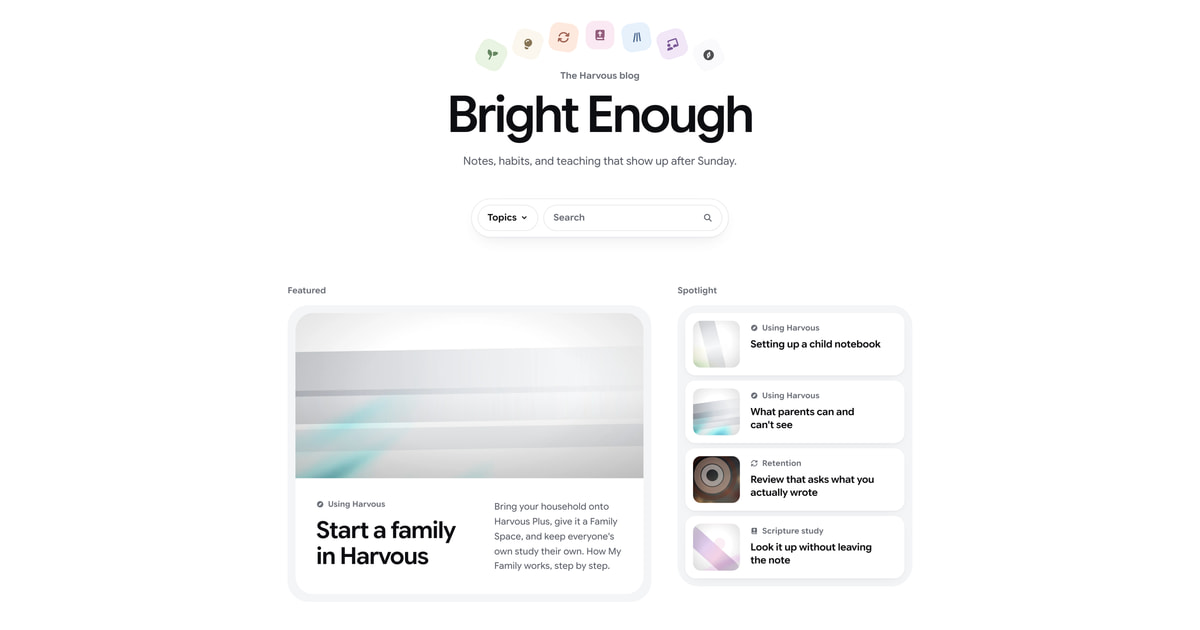 The Harvous blog
Bright Enough
Notes, habits, and teaching that show up after Sunday.
Topics
Search
Featured
Using Harvous
Start a family
in Harvous
Bring your household onto
Harvous Plus, give it a Family
Space, and keep everyone's
own study their own. How My
Family works, step by step.
Spotlight
Using Harvous
Setting up a child notebook
Using Harvous
What parents can and
can't see
Retention
Review that asks what you
actually wrote
Scripture study
Look it up without leaving
the note